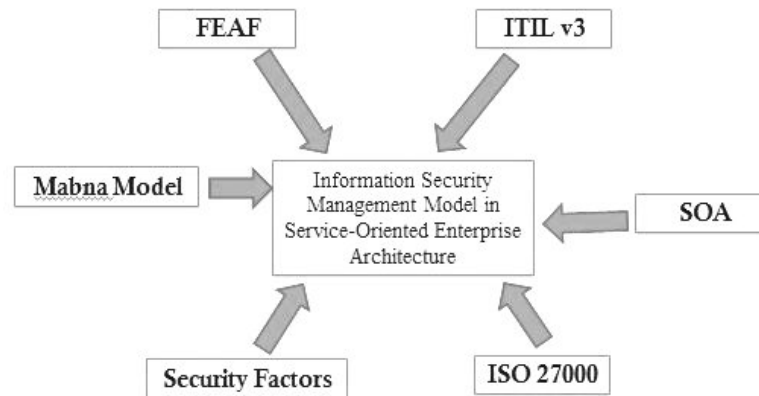 FEAF
ITIL v3
Mabna Model
Information Security
Management Model in
Service-Oriented Enterprise
Architecture
SOA
Security Factors
ISO 27000